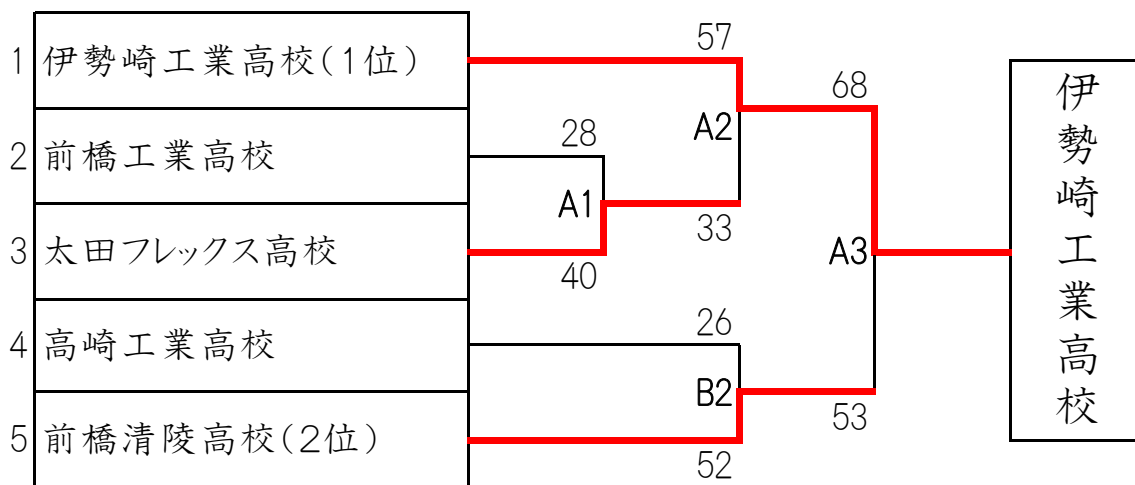 1 伊勢崎工業高校(1位)
2 前橋工業高校
3 太田フレックス高校
4 高崎工業高校
5 前橋清陵高校(2位)
28
A1
40
57
A2
33
26
B2
52
68
A3
53
伊勢崎工業高校